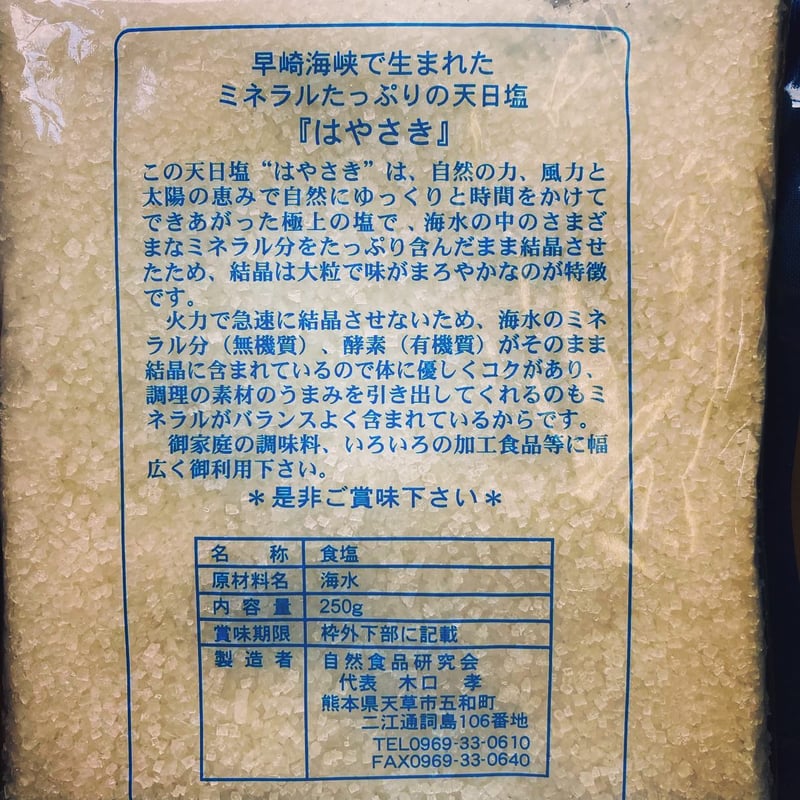 早崎海峡で生まれた
ミネラルたっぷりの天日塩
『はやさき』
この天日塩“はやさき”は、自然の力、風力と
太陽の恵みで自然にゆっくりと時間をかけて
できあがった極上の塩で、海水の中のさまざ
まなミネラル分をたっぷり含んだまま結晶させ
たため、結晶は大粒で味がまろやかなのが特徴
です。
火力で急速に結晶させないため、海水のミネ
ラル分（無機質）、酵素（有機質）がそのまま
結晶に含まれているので体に優しくコクがあり、
調理の素材のうまみを引き出してくれるのもミ
ネラルがバランスよく含まれているからです。
御家庭の調味料、いろいろの加工食品等に幅
広く御利用下さい。
＊是非ご賞味下さい＊
名称 食塩
原材料名 海水
内容量 250g
賞味期限 枠外下部に記載
製造者 自然食品研究会
代表 木口 孝
熊本県天草市五和町
二江通詞島106番地
TEL0969-33-0610
FAX0969-33-0640